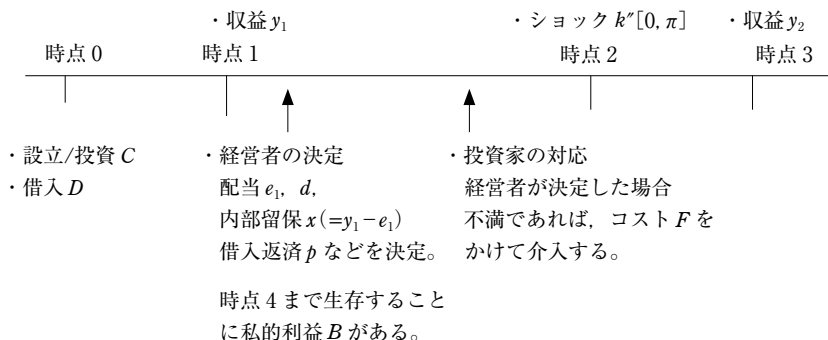 ・収益 y₁ ・ショック k″[0, π] ・収益 y₂
時点 0 時点 1 時点 2 時点 3
・設立/投資 C ・経営者の決定 ・投資家の対応
・借入 D 配当 e₁, d, 経営者が決定した場合
内部留保 x(=y₁−e₁) 不満であれば，コスト F を
借入返済 p などを決定。 かけて介入する。
時点 4 まで生存すること
に私的利益 B がある。